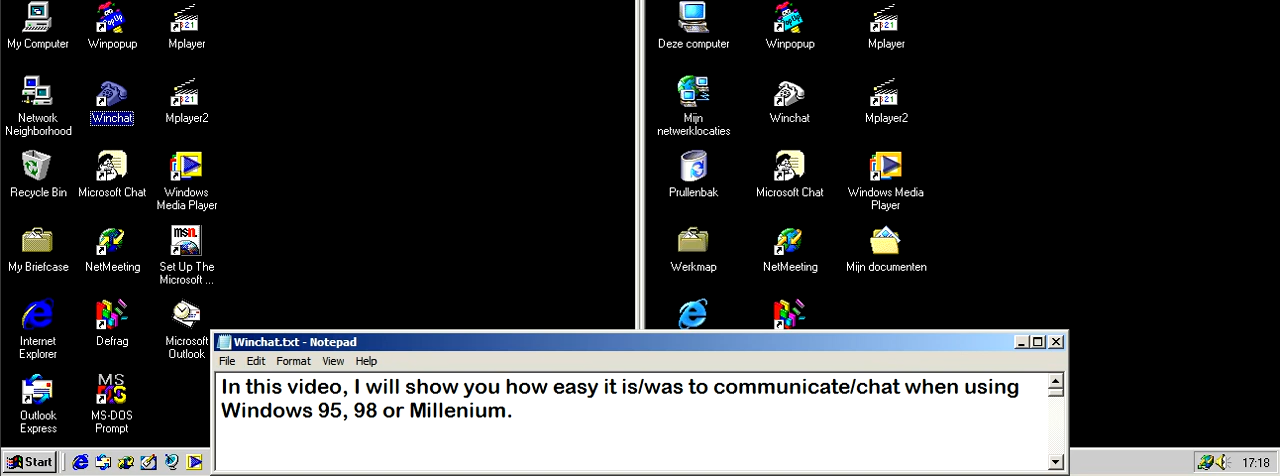 My Computer
Winpopup
Mplayer
Network
Neighborhood
Winchat
Mplayer2
Recycle Bin
Microsoft Chat
Windows
Media Player
My Briefcase
NetMeeting
msn
Set Up The
Microsoft ...
Internet
Explorer
Defrag
Microsoft
Outlook
Outlook
Express
MS
DOS
MS-DOS
Prompt
Deze computer
Winpopup
Mplayer
Mijn
netwerklocaties
Winchat
Mplayer2
Prullenbak
Microsoft Chat
Windows Media
Player
Werkmap
NetMeeting
Mijn documenten
Winchat.txt - Notepad
File Edit Format View Help
In this video, I will show you how easy it is/was to communicate/chat when using
Windows 95, 98 or Millenium.
Start
17:18